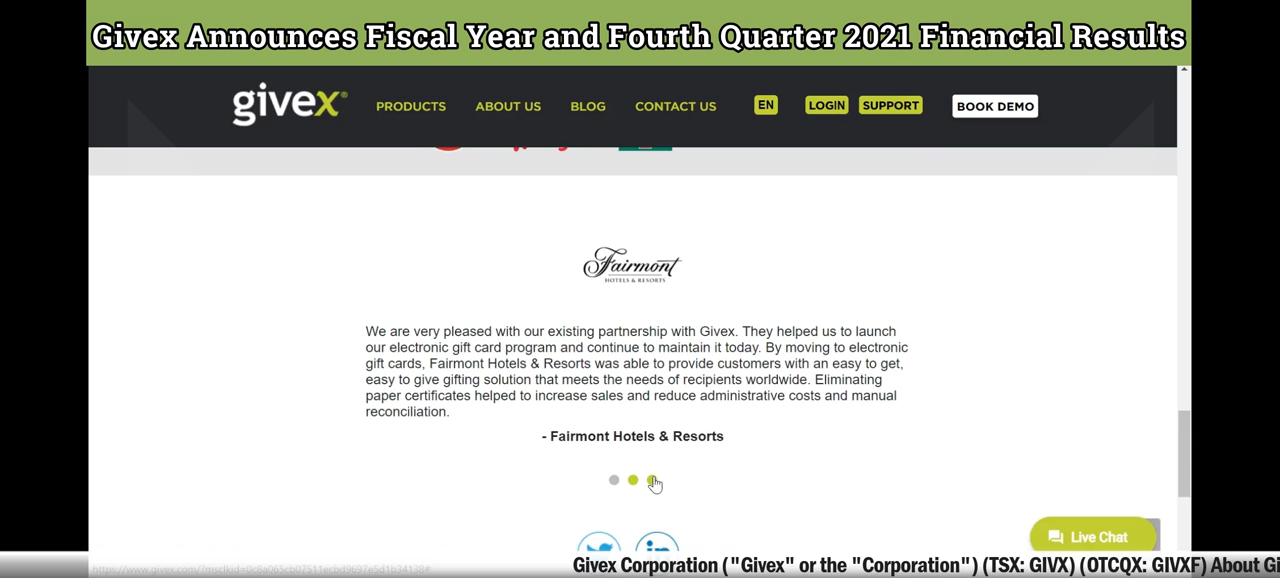 Givex Announces Fiscal Year and Fourth Quarter 2021 Financial Results
givex®
PRODUCTS ABOUT US BLOG CONTACT US EN LOGIN SUPPORT BOOK DEMO
Fairmont
HOTELS & RESORTS
We are very pleased with our existing partnership with Givex. They helped us to launch
our electronic gift card program and continue to maintain it today. By moving to electronic
gift cards, Fairmont Hotels & Resorts was able to provide customers with an easy to get,
easy to give gifting solution that meets the needs of recipients worldwide. Eliminating
paper certificates helped to increase sales and reduce administrative costs and manual
reconciliation.
- Fairmont Hotels & Resorts
in
Live Chat
Givex Corporation ("Givex" or the "Corporation") (TSX: GIVX) (OTCQX: GIVXF) About Gi